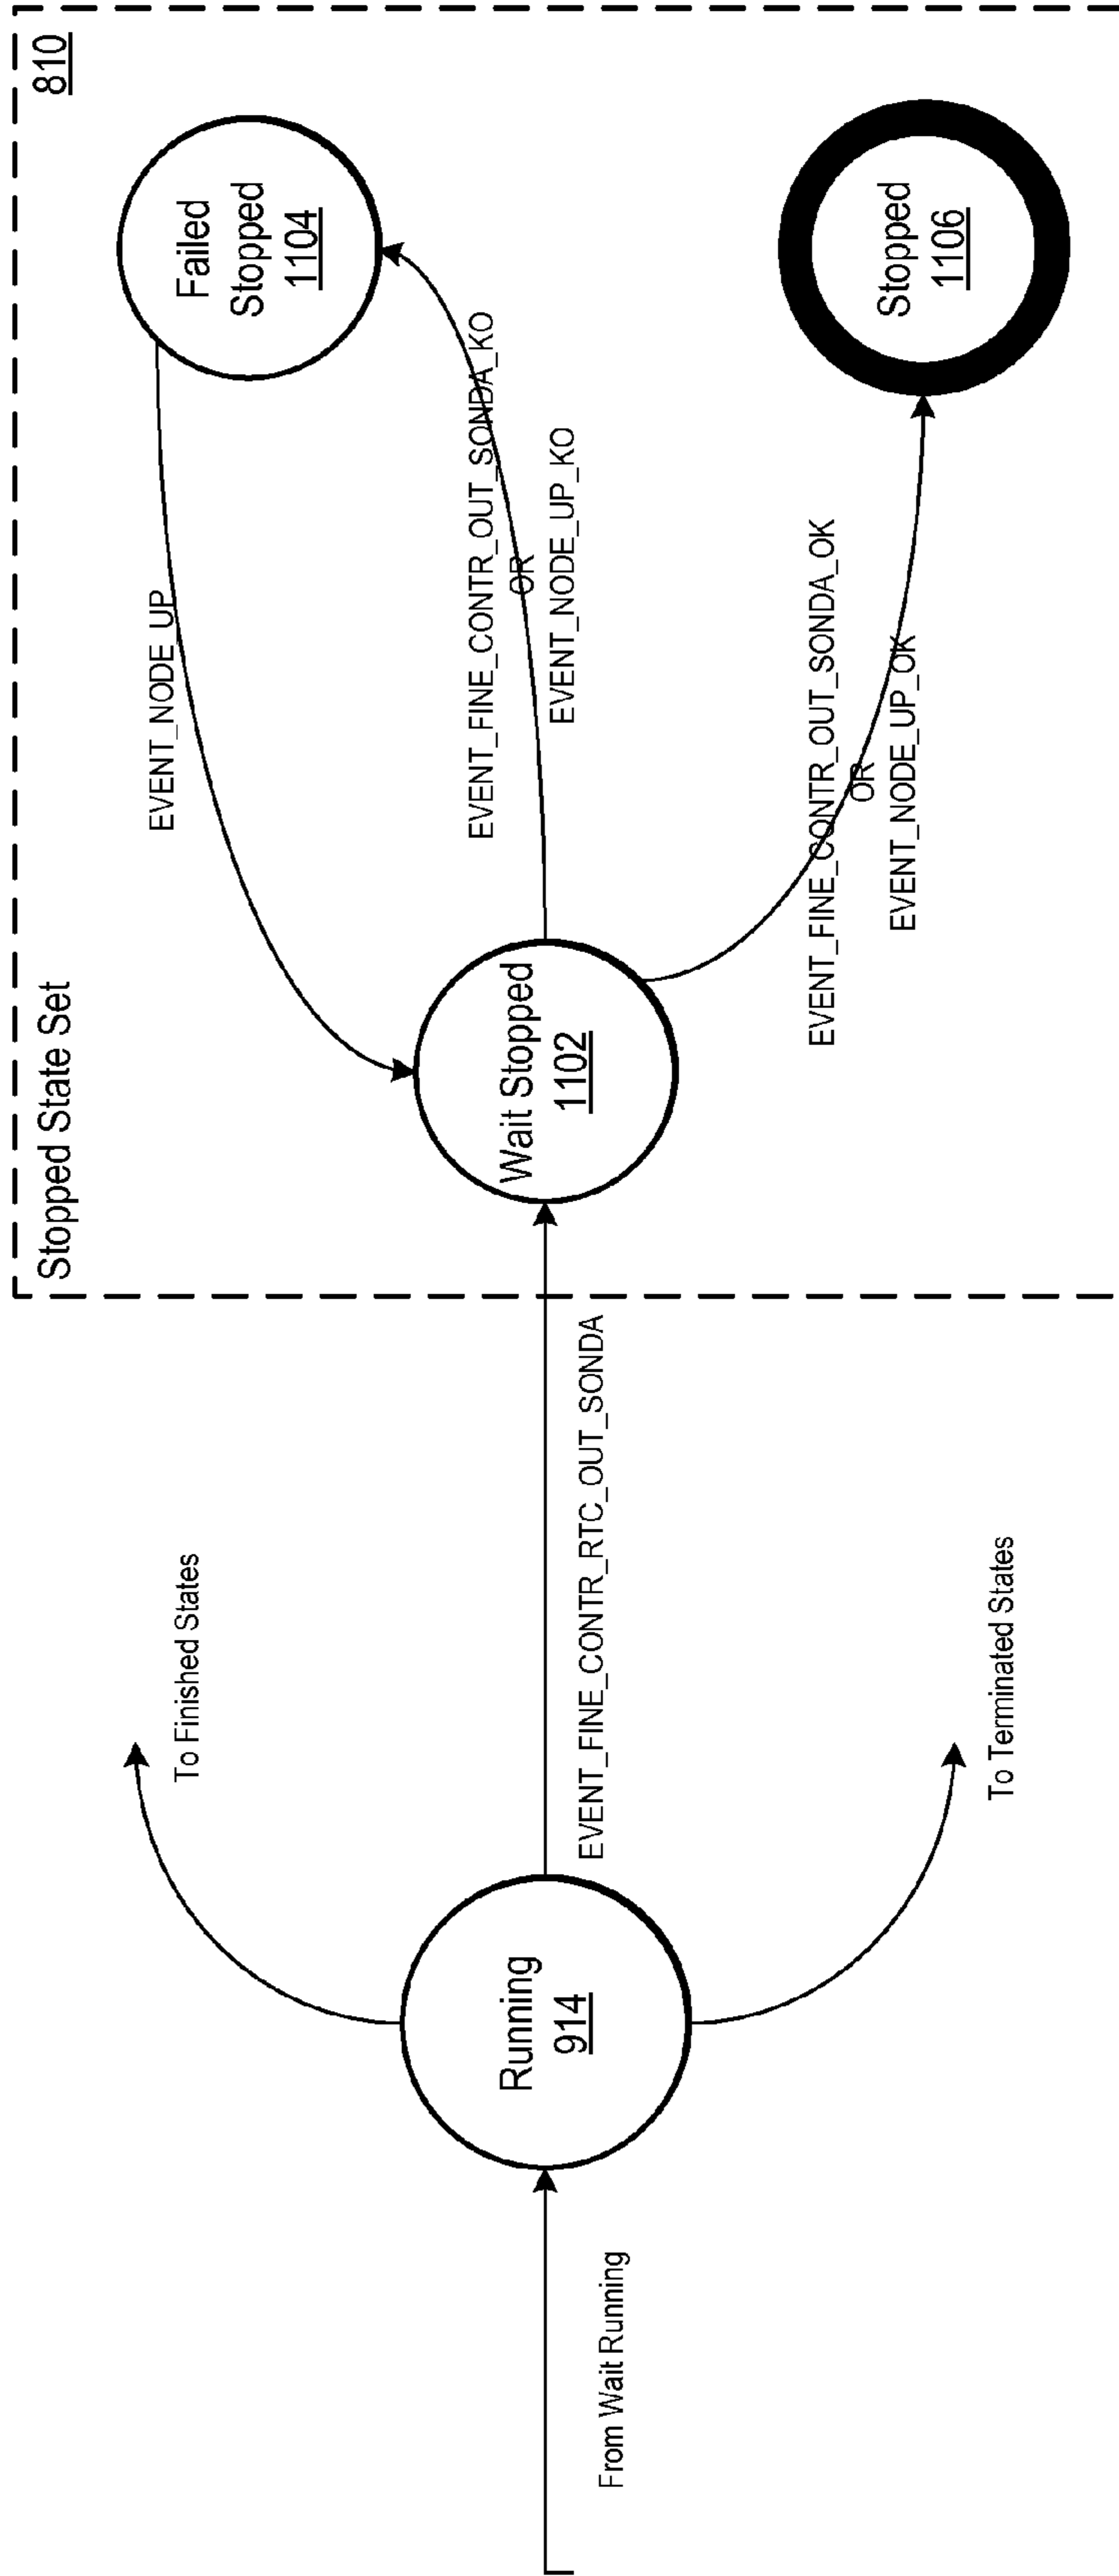 Stopped State Set
810
EVENT_NODE_UP
Failed
Stopped
1104
To Finished States
EVENT_FINE_CONTR_OUT_SONDA_KO
OR
EVENT_NODE_UP_KO
From Wait Running
Running
914
EVENT_FINE_CONTR_RTC_OUT_SONDA
Wait Stopped
1102
EVENT_FINE_CONTR_OUT_SONDA_OK
OR
EVENT_NODE_UP_OK
Stopped
1106
To Terminated States